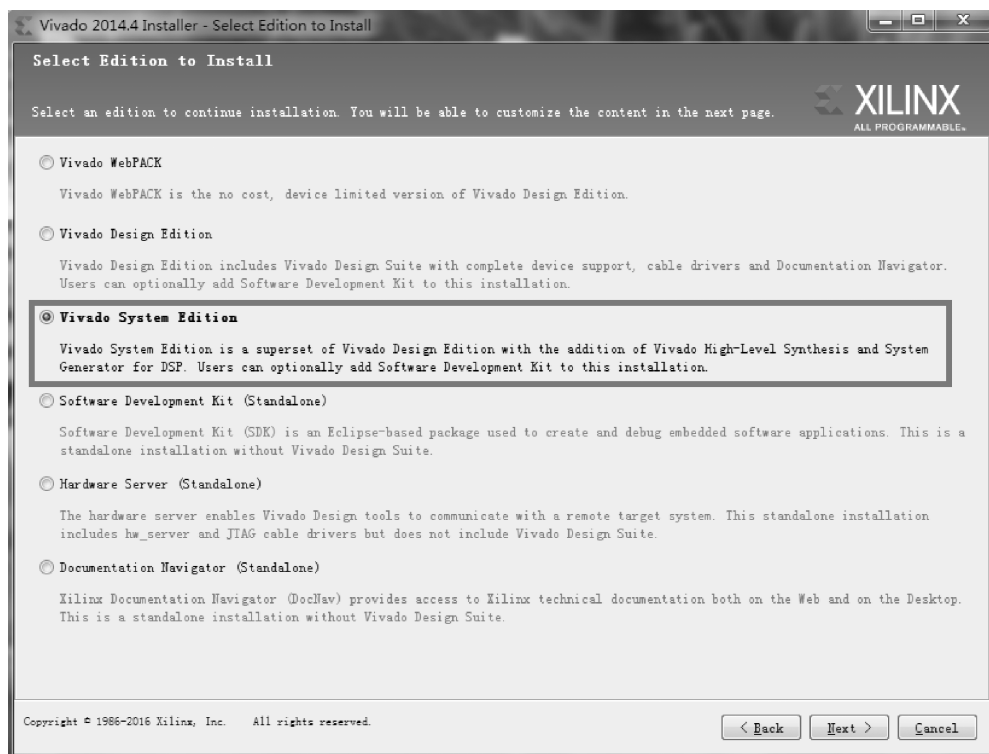 Vivado 2014.4 Installer - Select Edition to Install
Select Edition to Install
Select an edition to continue installation. You will be able to customize the content in the next page.
XILINX
ALL PROGRAMMABLE.
Vivado WebPACK
Vivado WebPACK is the no cost, device limited version of Vivado Design Edition.
Vivado Design Edition
Vivado Design Edition includes Vivado Design Suite with complete device support, cable drivers and Documentation Navigator.
Users can optionally add Software Development Kit to this installation.
Vivado System Edition
Vivado System Edition is a superset of Vivado Design Edition with the addition of Vivado High-Level Synthesis and System
Generator for DSP. Users can optionally add Software Development Kit to this installation.
Software Development Kit (Standalone)
Software Development Kit (SDK) is an Eclipse-based package used to create and debug embedded software applications. This is a
standalone installation without Vivado Design Suite.
Hardware Server (Standalone)
The hardware server enables Vivado Design tools to communicate with a remote target system. This standalone installation
includes hw_server and JTAG cable drivers but does not include Vivado Design Suite.
Documentation Navigator (Standalone)
Xilinx Documentation Navigator (DocNav) provides access to Xilinx technical documentation both on the Web and on the Desktop.
This is a standalone installation without Vivado Design Suite.
Copyright © 1986-2016 Xilinx, Inc. All rights reserved.
< Back
Next >
Cancel